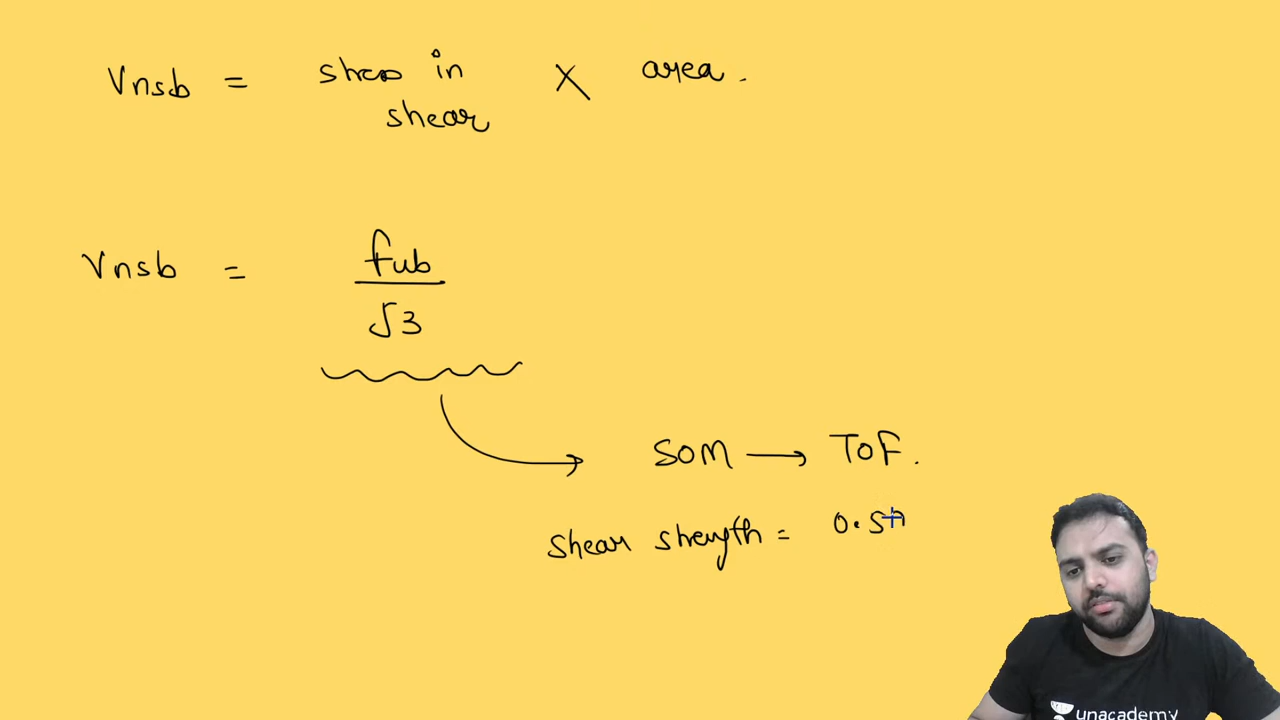 Vnsb = stress in X area.
shear
Vnsb = fub
√3
SOM → TOF.
Shear strength = 0.5
unacademy